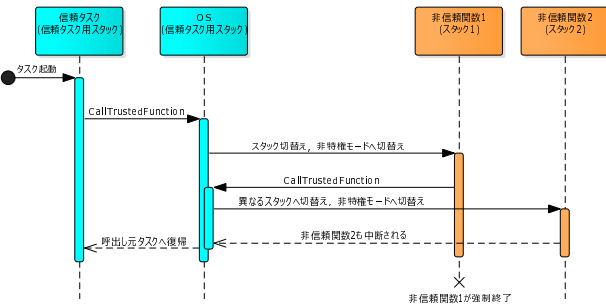 信頼タスク
(信頼タスク用スタック)
OS
(信頼タスク用スタック)
非信頼関数1
(スタック1)
非信頼関数2
(スタック2)
タスク起動
CallTrustedFunction
スタック切替え, 非特権モードへ切替え
CallTrustedFunction
異なるスタックへ切替え, 非特権モードへ切替え
非信頼関数2も中断される
呼出し元タスクへ復帰
非信頼関数1が強制終了